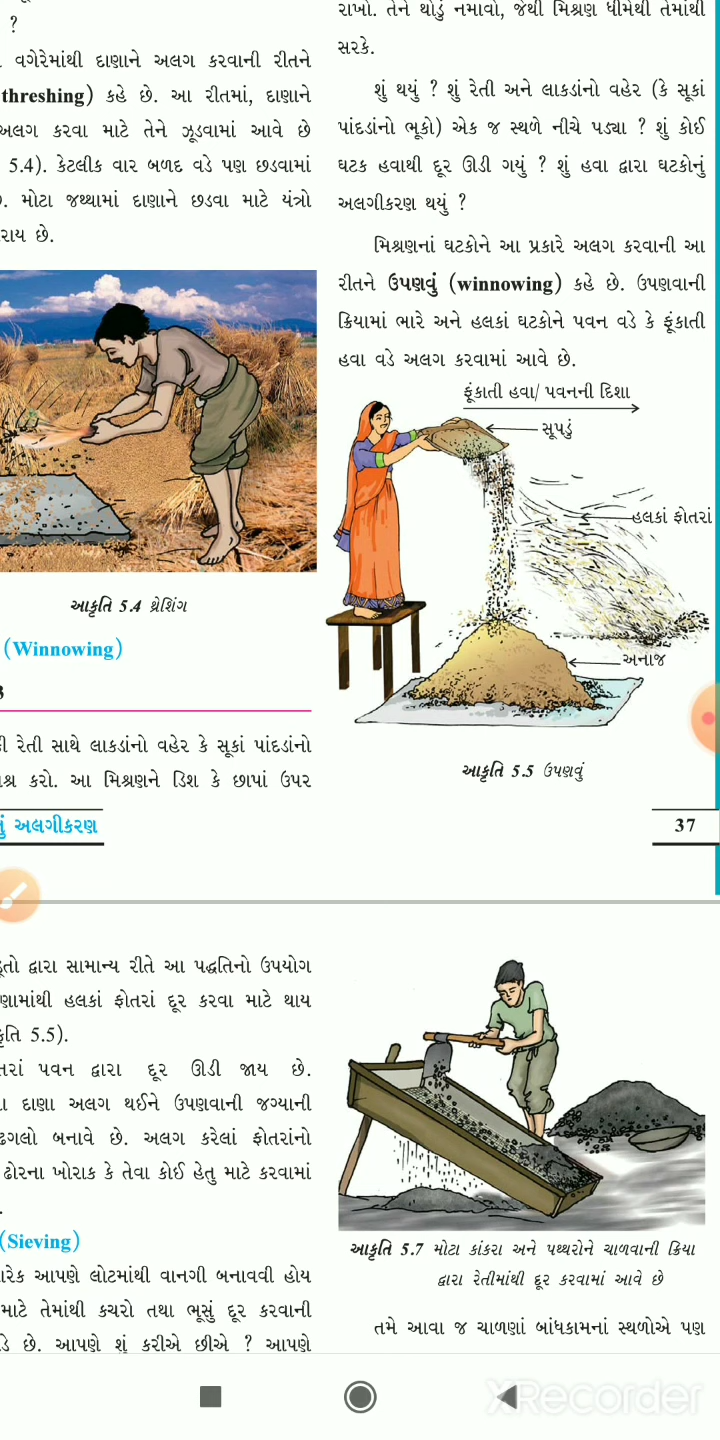 ?
વગેરેમાંથી દાણાને અલગ કરવાની રીતને
threshing) કહે છે. આ રીતમાં, દાણાને
અલગ કરવા માટે તેને ઝૂડવામાં આવે છે
5.4). કેટલીક વાર બળદ વડે પણ છડવામાં
મોટા જથ્થામાં દાણાને છડવા માટે યંત્રો
રાય છે.
આકૃતિ 5.4 થ્રેશિંગ
(Winnowing)
3
રેતી સાથે લાકડાંનો વહેર કે સૂકાં પાંદડાંનો
શ્ર કરો. આ મિશ્રણને ડિશ કે છાપાં ઉપર
અલગીકરણ
રાખો. તેને થોડું નમાવો, જેથી મિશ્રણ ધીમેથી તેમાંથી
સરકે.
શું થયું ? શું રેતી અને લાકડાંનો વહેર (કે સૂકાં
પાંદડાંનો ભૂકો) એક જ સ્થળે નીચે પડ્યા ? શું કોઈ
ઘટક હવાથી દૂર ઊડી ગયું ? શું હવા દ્વારા ઘટકોનું
અલગીકરણ થયું ?
મિશ્રણનાં ઘટકોને આ પ્રકારે અલગ કરવાની આ
રીતને ઉપણવું (winnowing) કહે છે. ઉપણવાની
ક્રિયામાં ભારે અને હલકાં ઘટકોને પવન વડે કે ફૂંકાતી
હવા વડે અલગ કરવામાં આવે છે.
ફૂંકાતી હવા/ પવનની દિશા
સૂપડું
હલકાં ફોતરાં
અનાજ
આકૃતિ 5.5 ઉપણવું
37
તો દ્વારા સામાન્ય રીતે આ પદ્ધતિનો ઉપયોગ
ણામાંથી હલકાં ફોતરાં દૂર કરવા માટે થાય
કૃતિ 5.5).
તરાં પવન દ્વારા દૂર ઊડી જાય છે.
દાણા અલગ થઈને ઉપણવાની જગ્યાની
ઢગલો બનાવે છે. અલગ કરેલાં ફોતરાંનો
ઢોરના ખોરાક કે તેવા કોઈ હેતુ માટે કરવામાં
.
(Sieving)
ારેક આપણે લોટમાંથી વાનગી બનાવવી હોય
માટે તેમાંથી કચરો તથા ભૂસું દૂર કરવાની
ડે છે. આપણે શું કરીએ છીએ ? આપણે
આકૃતિ 5.7 મોટા કાંકરા અને પથ્થરોને ચાળવાની ક્રિયા
દ્વારા રેતીમાંથી દૂર કરવામાં આવે છે
તમે આવા જ ચાળણાં બાંધકામનાં સ્થળોએ પણ
XRecorder